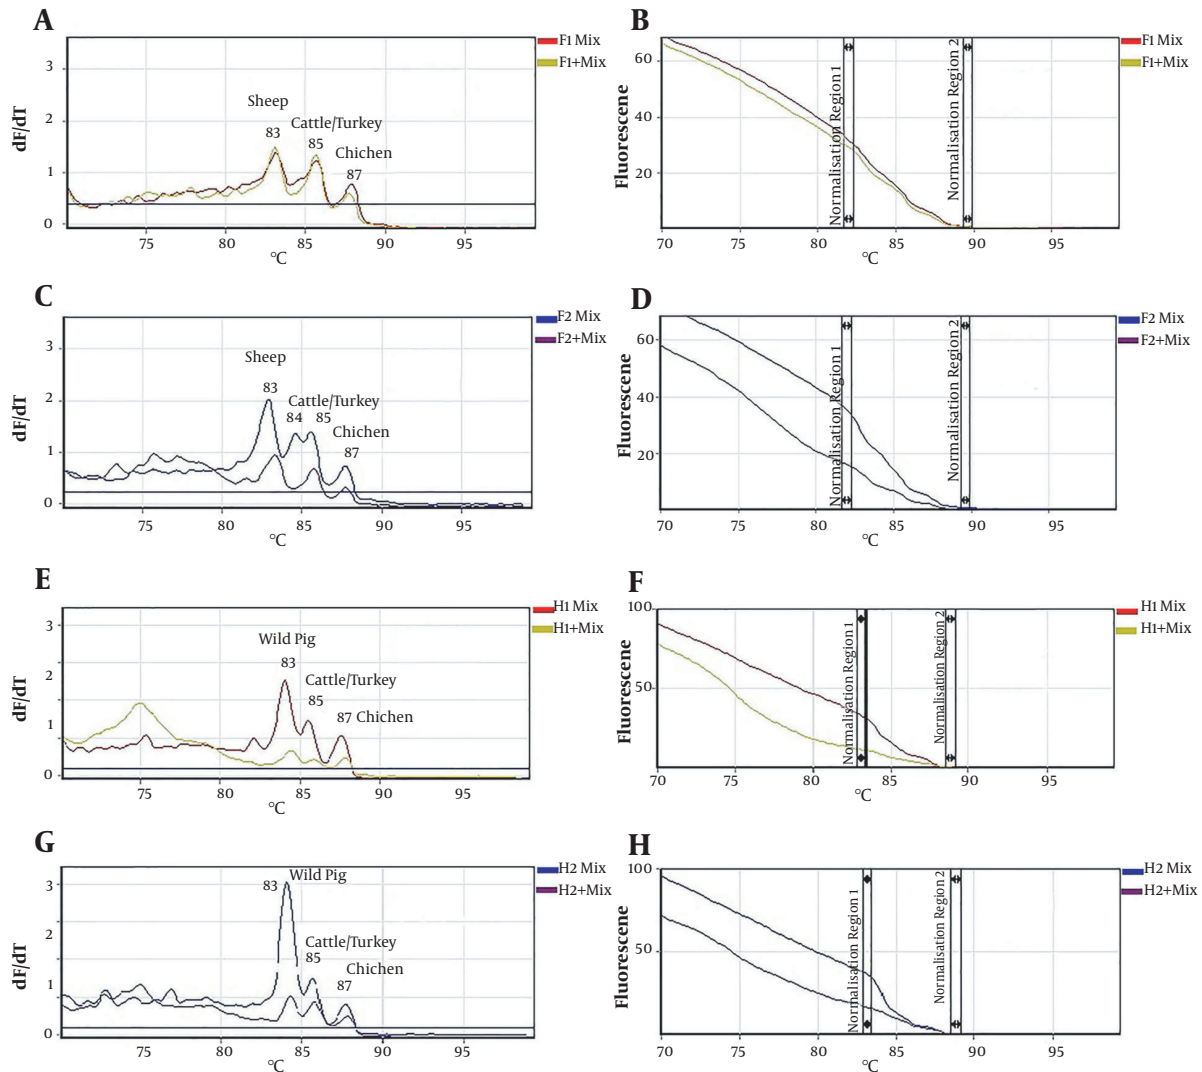 A
F1 Mix
F1+Mix
dF/dT
3
2
1
0
Sheep
83
Cattle/Turkey
85
Chichen
87
75
80
85
90
95
°C
B
F1 Mix
F1+Mix
Fluorescene
60
40
20
Normalisation Region 1
Normalisation Region 2
70
75
80
85
90
95
°C
C
F2 Mix
F2+Mix
dF/dT
3
2
1
0
Sheep
83
Cattle/Turkey
84
85
Chichen
87
75
80
85
90
95
°C
D
F2 Mix
F2+Mix
Fluorescene
60
40
20
Normalisation Region 1
Normalisation Region 2
70
75
80
85
90
95
°C
E
H1 Mix
H1+Mix
dF/dT
3
2
1
0
Wild Pig
83
Cattle/Turkey
85
87 Chichen
75
80
85
90
95
°C
F
H1 Mix
H1+Mix
Fluorescene
100
50
Normalisation Region 1
Normalisation Region 2
70
75
80
85
90
95
°C
G
H2 Mix
H2+Mix
dF/dT
3
2
1
0
Wild Pig
83
Cattle/Turkey
85
Chichen
87
75
80
85
90
95
°C
H
H2 Mix
H2+Mix
Fluorescene
100
50
Normalisation Region 1
Normalisation Region 2
70
75
80
85
90
95
°C